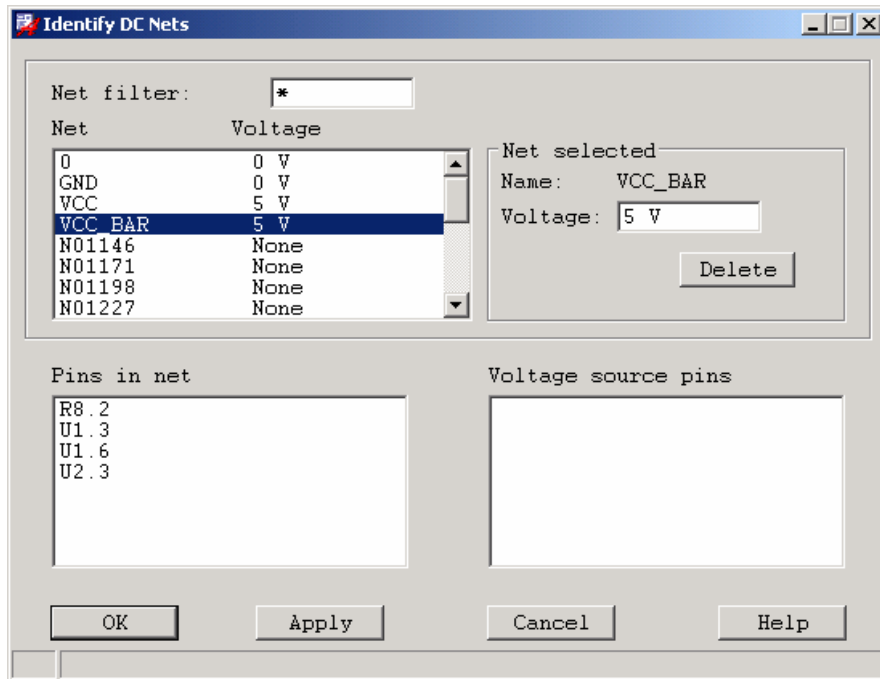 Identify DC Nets
Net filter: *
Net Voltage
0 0 V
GND 0 V
VCC 5 V
VCC_BAR 5 V
N01146 None
N01171 None
N01198 None
N01227 None
Net selected
Name: VCC_BAR
Voltage: 5 V
Delete
Pins in net
R8.2
U1.3
U1.6
U2.3
Voltage source pins
OK Apply Cancel Help